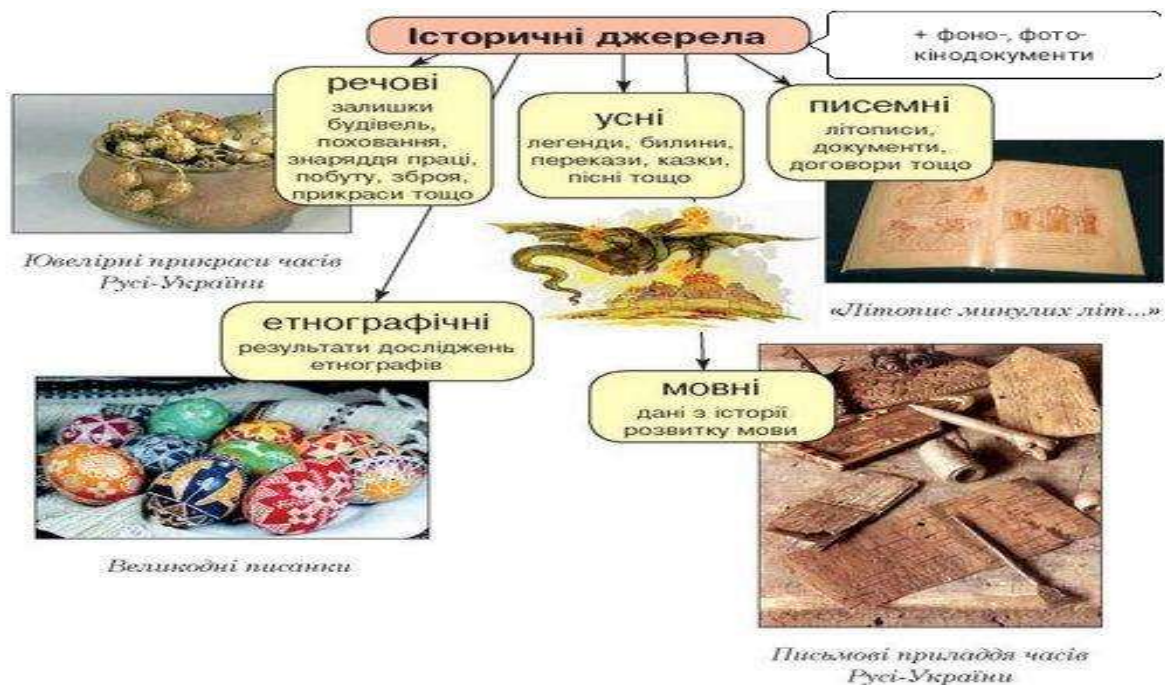 Історичні джерела
+ фоно-, фото-
кінодокументи
речові
залишки
будівель,
поховання,
знаряддя праці,
побуту, зброя,
прикраси тощо
усні
легенди, билини,
перекази, казки,
пісні тощо
писемні
літописи,
документи,
договори тощо
Ювелірні прикраси часів
Русі-України
«Літопис минулих літ...»
етнографічні
результати досліджень
етнографів
мовні
дані з історії
розвитку мови
Великодні писанки
Письмові приладдя часів
Русі-України